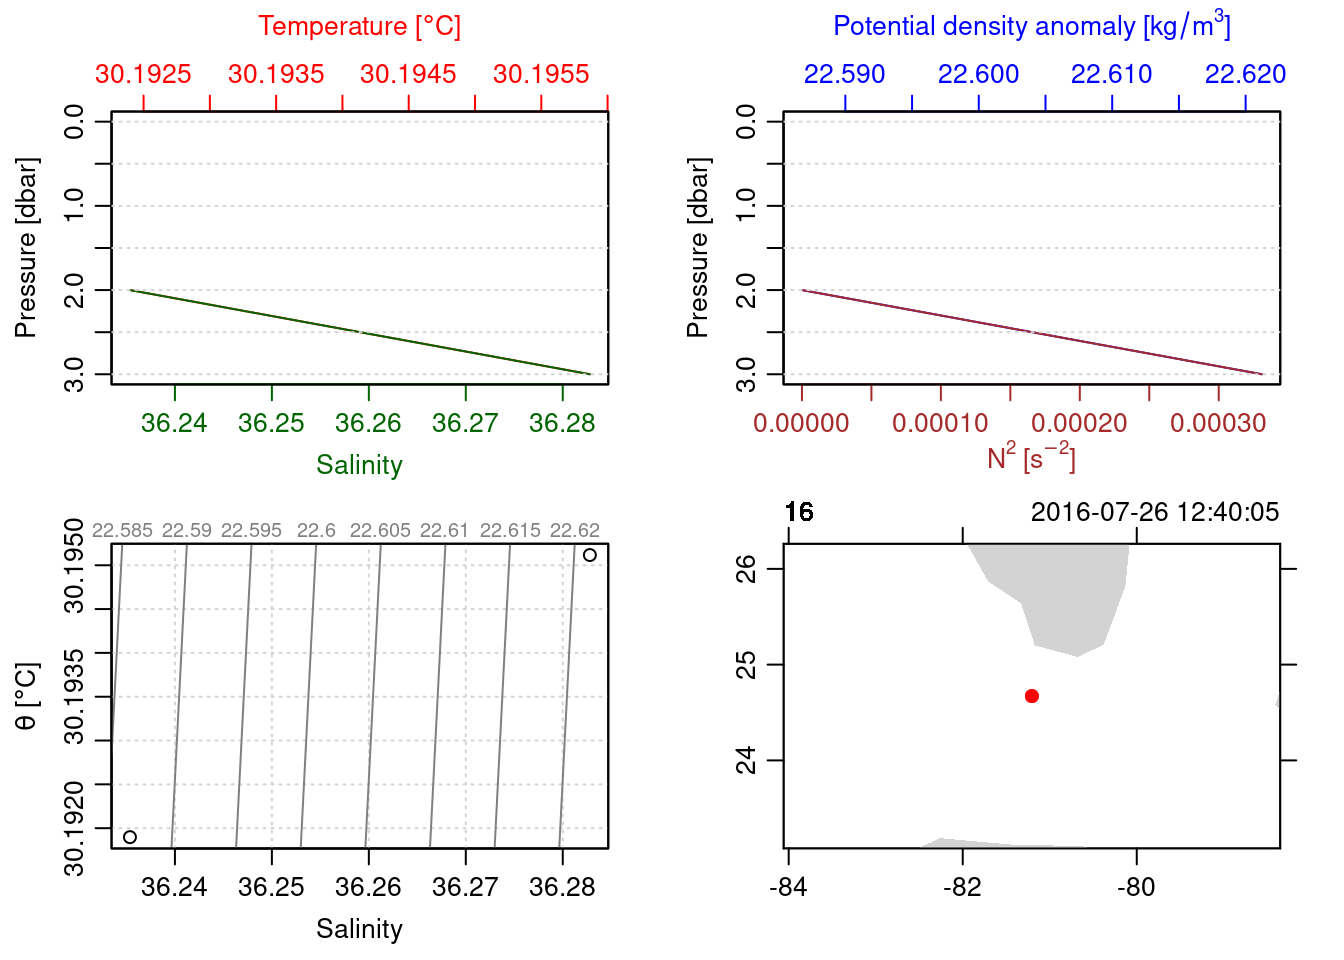 Temperature [°C]
30.1925 30.1935 30.1945 30.1955
0.0 1.0 2.0 3.0
Pressure [dbar]
36.24 36.25 36.26 36.27 36.28
Salinity
Potential density anomaly [kg/m³]
22.590 22.600 22.610 22.620
0.0 1.0 2.0 3.0
Pressure [dbar]
0.00000 0.00010 0.00020 0.00030
N² [s⁻²]
22.585 22.59 22.595 22.6 22.605 22.61 22.615 22.62
30.1920 30.1935 30.1950
θ [°C]
36.24 36.25 36.26 36.27 36.28
Salinity
16 2016-07-26 12:40:05
26
25
24
-84 -82 -80